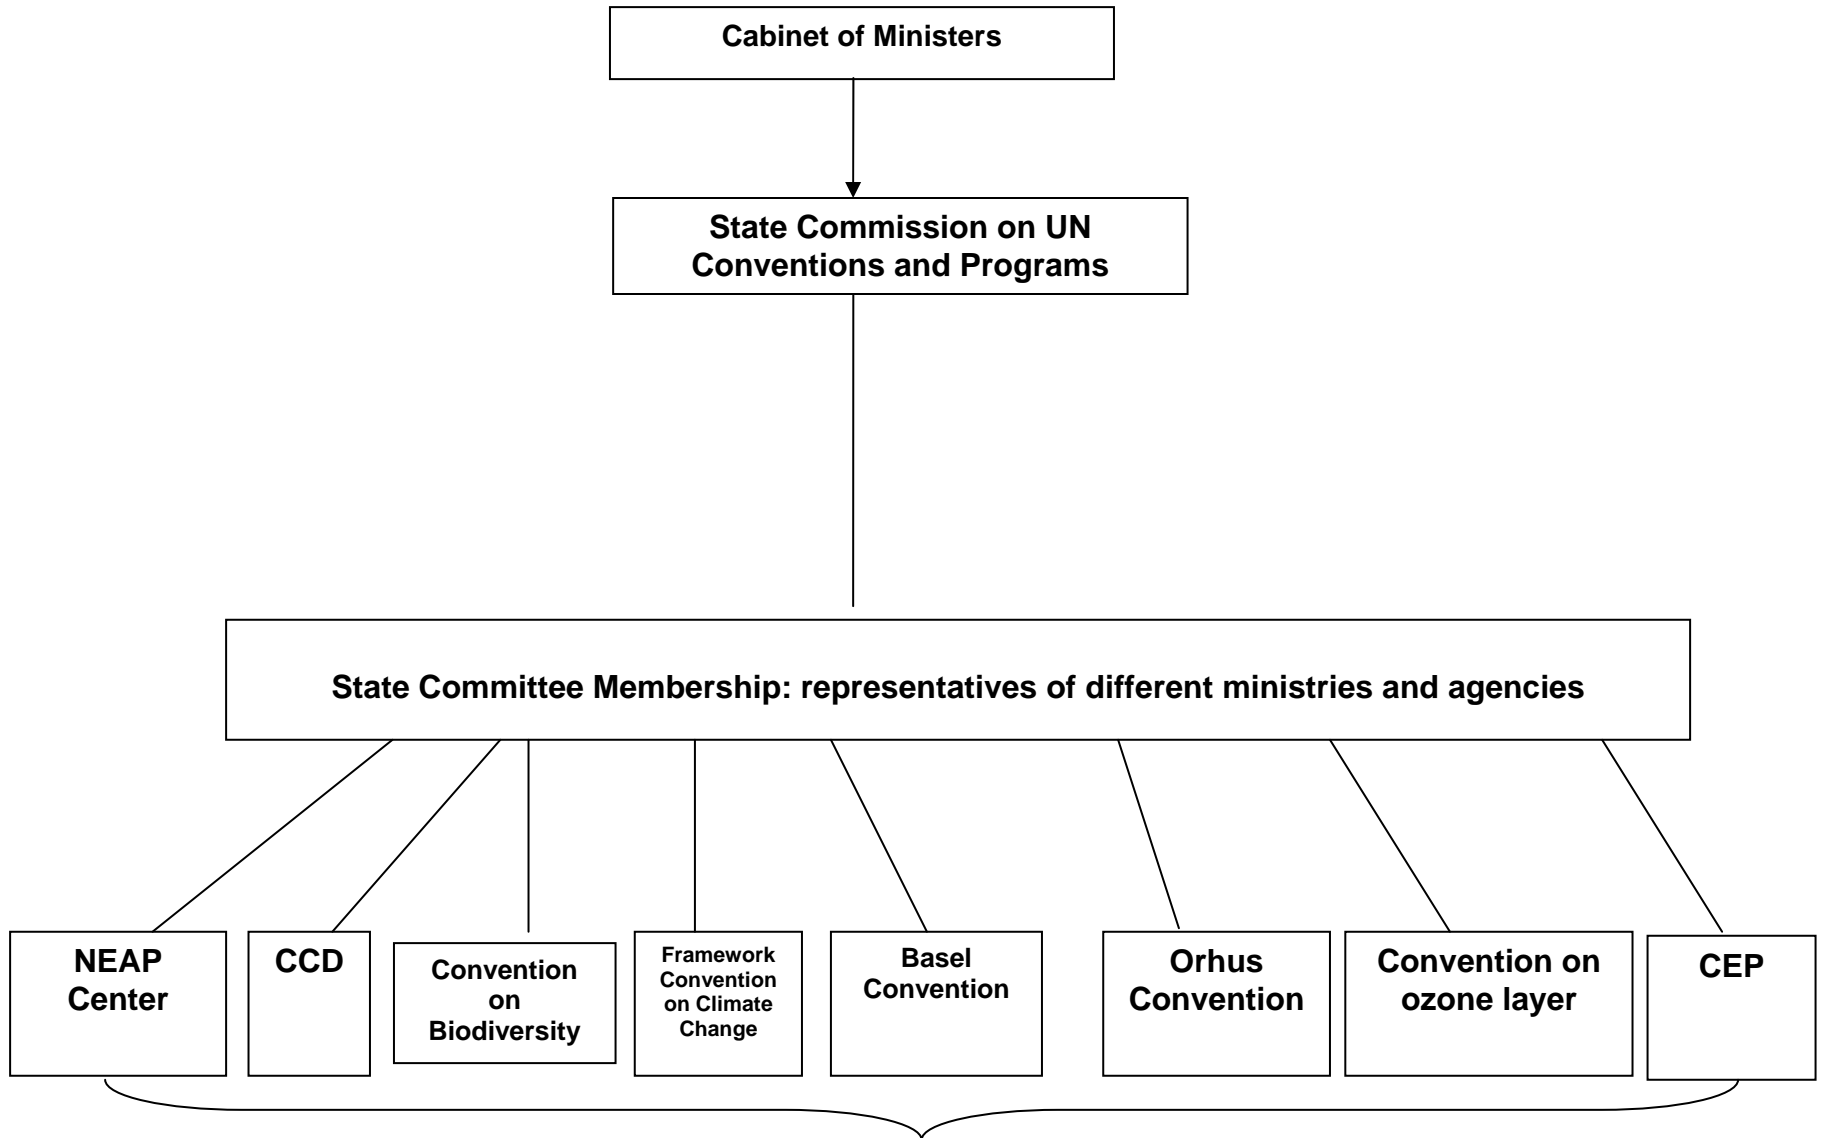 Cabinet of Ministers
State Commission on UN
Conventions and Programs
State Committee Membership: representatives of different ministries and agencies
NEAP
Center
CCD
Convention
on
Biodiversity
Framework
Convention
on Climate
Change
Basel
Convention
Orhus
Convention
Convention on
ozone layer
CEP